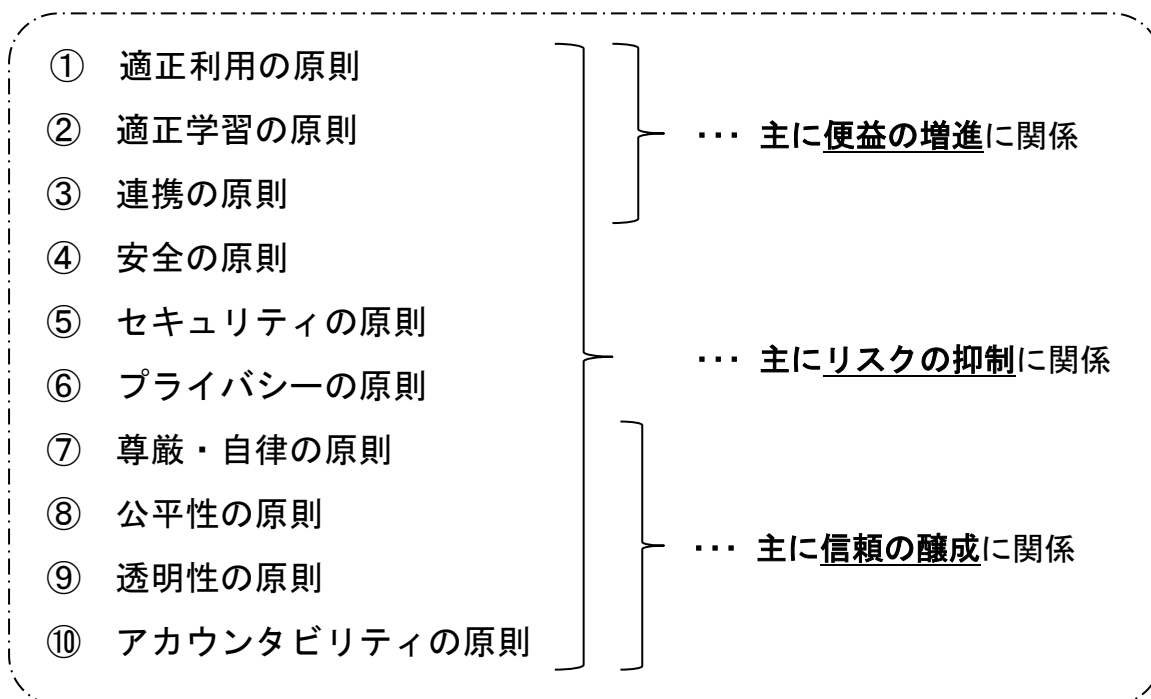 ① 適正利用の原則
② 適正学習の原則
･･･ 主に便益の増進に関係
③ 連携の原則
④ 安全の原則
⑤ セキュリティの原則
･･･ 主にリスクの抑制に関係
⑥ プライバシーの原則
⑦ 尊厳・自律の原則
⑧ 公平性の原則
･･･ 主に信頼の醸成に関係
⑨ 透明性の原則
⑩ アカウンタビリティの原則